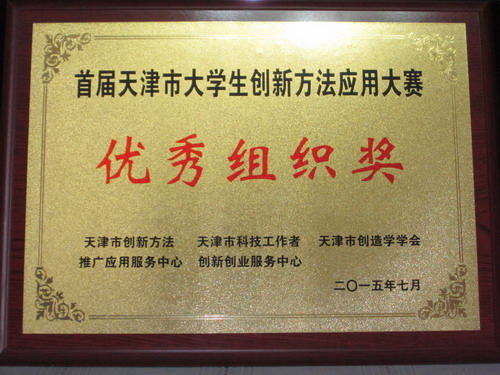 首届天津市大学生创新方法应用大赛
优秀组织奖
天津市创新方法 天津市科技工作者 天津市创造学学会
推广应用服务中心 创新创业服务中心
二〇一五年七月